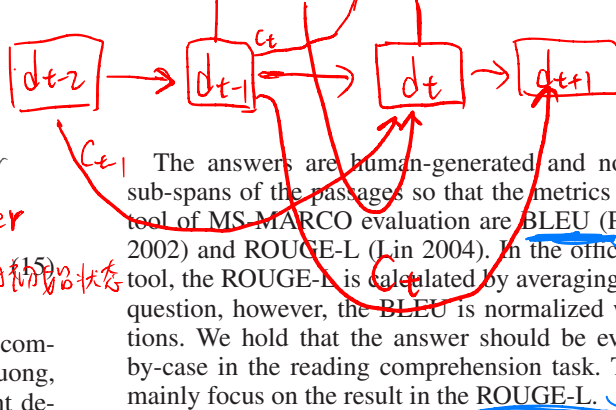 Ct
dt-2 dt-1 dt dt+1
Ct-1
The answers are human-generated and no
sub-spans of the passages so that the metrics
er tool of MS-MARCO evaluation are BLEU (P
(15) 2002) and ROUGE-L (Lin 2004). In the offic
状态 tool, the ROUGE-L is calculated by averaging
Ct
question, however, the BLEU is normalized
com- tions. We hold that the answer should be ev
uong, by-case in the reading comprehension task. T
nt de- mainly focus on the result in the ROUGE-L.